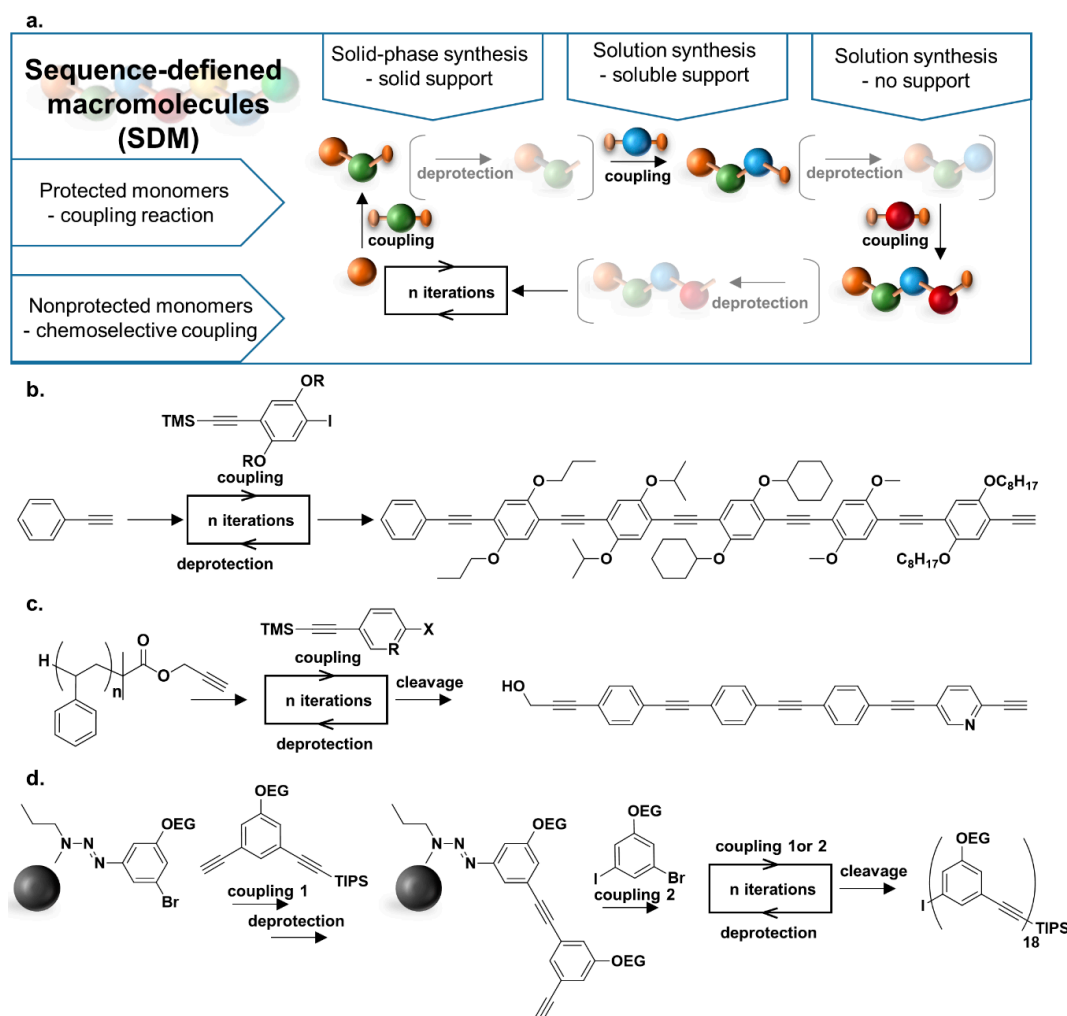 a.
Sequence-defiened
macromolecules
(SDM)
Solid-phase synthesis
- solid support
Solution synthesis
- soluble support
Solution synthesis
- no support
Protected monomers
- coupling reaction
Nonprotected monomers
- chemoselective coupling
deprotection
coupling
deprotection
coupling
coupling
n iterations
deprotection
b.
OR
TMS
I
RO
coupling
n iterations
deprotection
O
O
O
O
OC8H17
O
O
O
O
C8H17O
c.
H
n
O
O
TMS
X
R
coupling
n iterations
deprotection
cleavage
HO
N
d.
N
N
N
OEG
Br
OEG
TIPS
coupling 1
deprotection
N
N
N
OEG
OEG
OEG
I
Br
coupling 2
coupling 1or 2
n iterations
deprotection
cleavage
OEG
I
TIPS
18